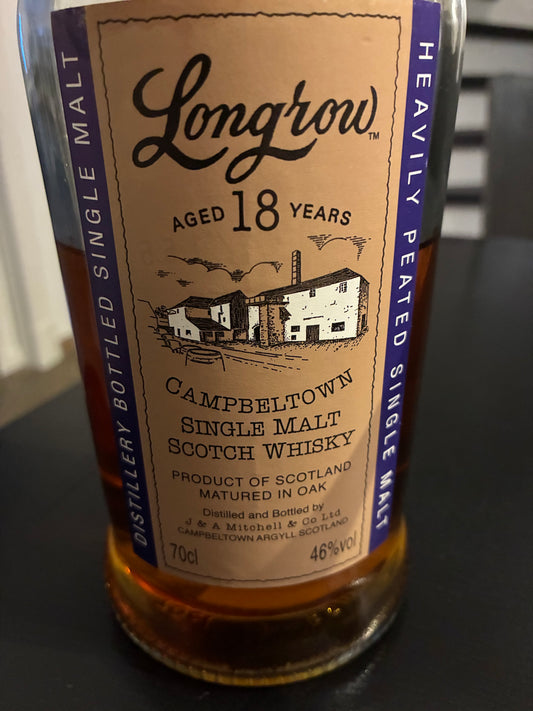 Longrow™
AGED 18 YEARS
CAMPBELTOWN
SINGLE MALT
SCOTCH WHISKY
PRODUCT OF SCOTLAND
MATURED IN OAK
Distilled and Bottled by
J & A Mitchell & Co Ltd
CAMPBELTOWN ARGYLL SCOTLAND
70cl 46%vol
DISTILLERY BOTTLED SINGLE MALT
HEAVILY PEATED SINGLE MALT